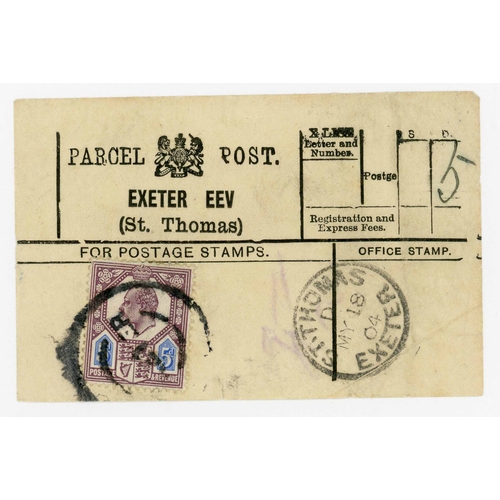 PARCEL POST.
EXETER EEV
(St. Thomas)
Letter and
Number.
S. D.
Postge
5
Registration and
Express Fees.
FOR POSTAGE STAMPS.
OFFICE STAMP.
5D
POSTAGE & REVENUE
ST. THOMAS
D
MY 18
04
EXETER